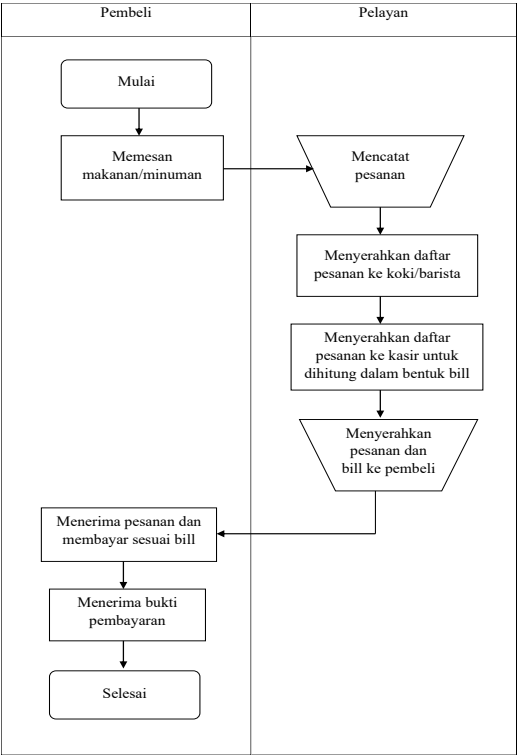 Pembeli
Pelayan
Mulai
Memesan
makanan/minuman
Mencatat
pesanan
Menyerahkan daftar
pesanan ke koki/barista
Menyerahkan daftar
pesanan ke kasir untuk
dihitung dalam bentuk bill
Menyerahkan
pesanan dan
bill ke pembeli
Menerima pesanan dan
membayar sesuai bill
Menerima bukti
pembayaran
Selesai